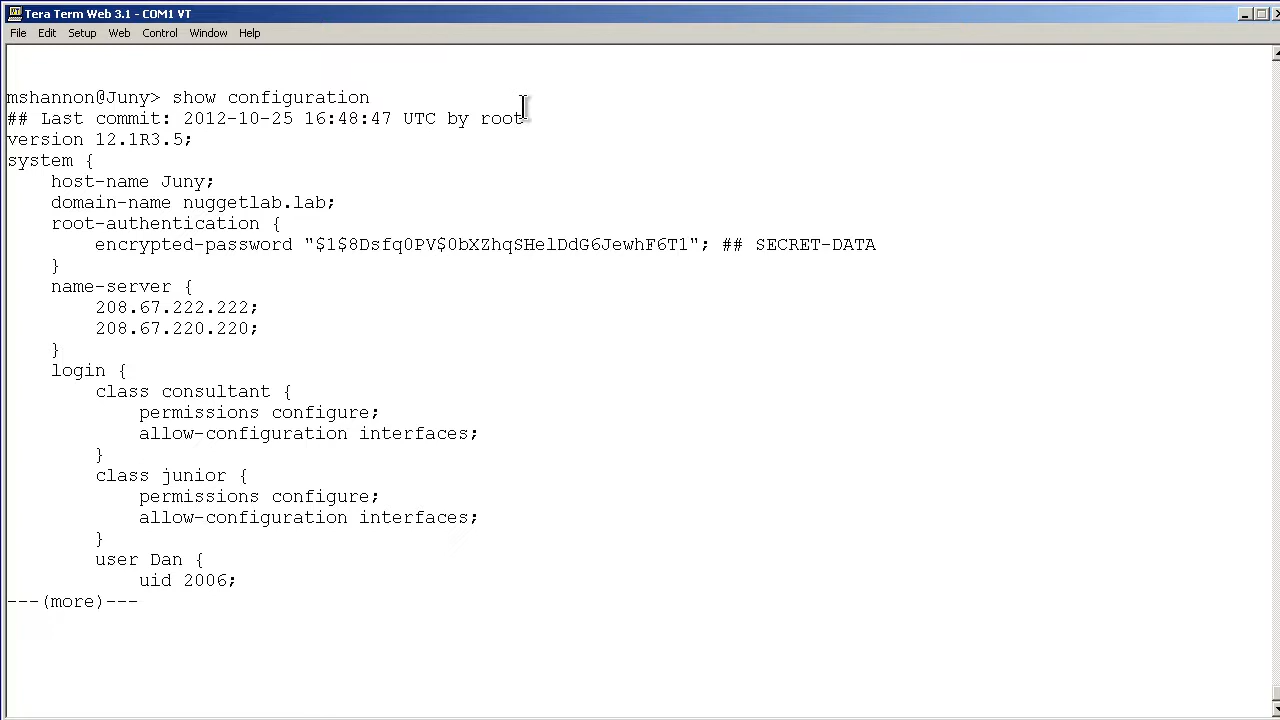 Tera Term Web 3.1 - COM1 VT
File Edit Setup Web Control Window Help
mshannon@Juny> show configuration
## Last commit: 2012-10-25 16:48:47 UTC by root
version 12.1R3.5;
system {
    host-name Juny;
    domain-name nuggetlab.lab;
    root-authentication {
        encrypted-password "$1$8Dsfq0PV$0bXZhqSHelDdG6JewhF6T1"; ## SECRET-DATA
    }
    name-server {
        208.67.222.222;
        208.67.220.220;
    }
    login {
        class consultant {
            permissions configure;
            allow-configuration interfaces;
        }
        class junior {
            permissions configure;
            allow-configuration interfaces;
        }
        user Dan {
            uid 2006;
---(more)---